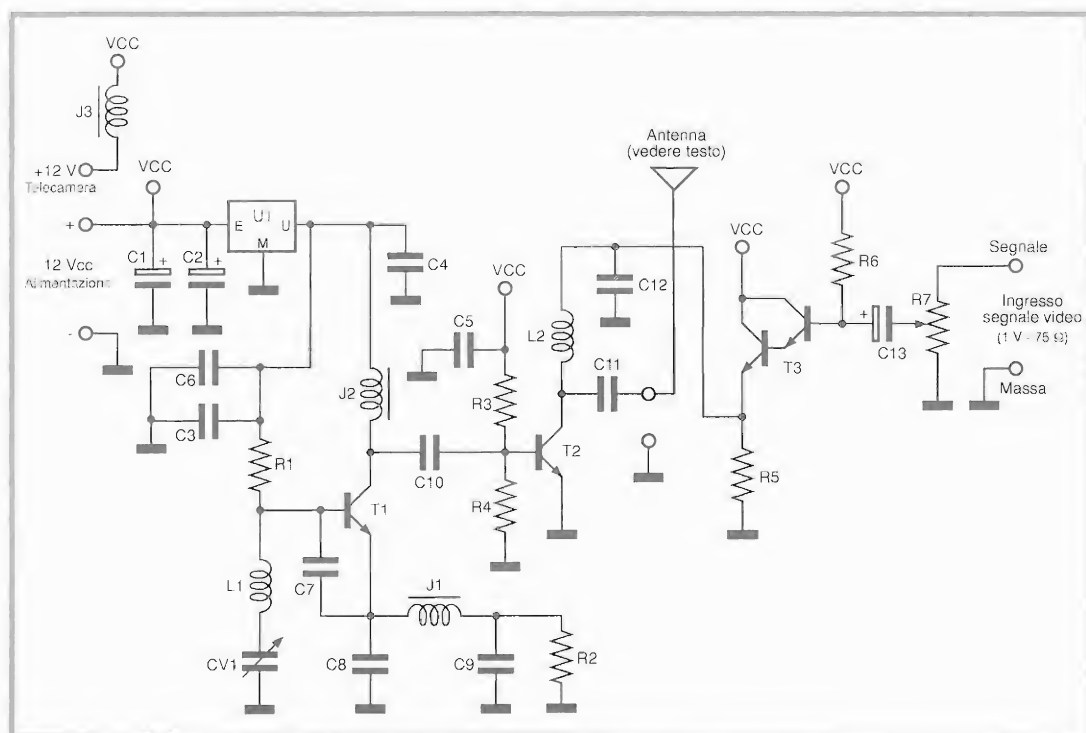 VCC
J3
+12 V
Telecamera
VCC
+
E U1 U
M
C1 +
C2 +
12 Vcc
Alimantazione
-
C4
C6
C3
R1
J2
C5
VCC
R3
R4
C10
T1
L1
C7
CV1
J1
C8
C9
R2
Antenna
(vedere testo)
L2
C12
C11
T2
VCC
VCC
R6
T3
+
C13
R7
R5
Segnale
Ingresso
segnale video
(1 V - 75 Ω)
Massa